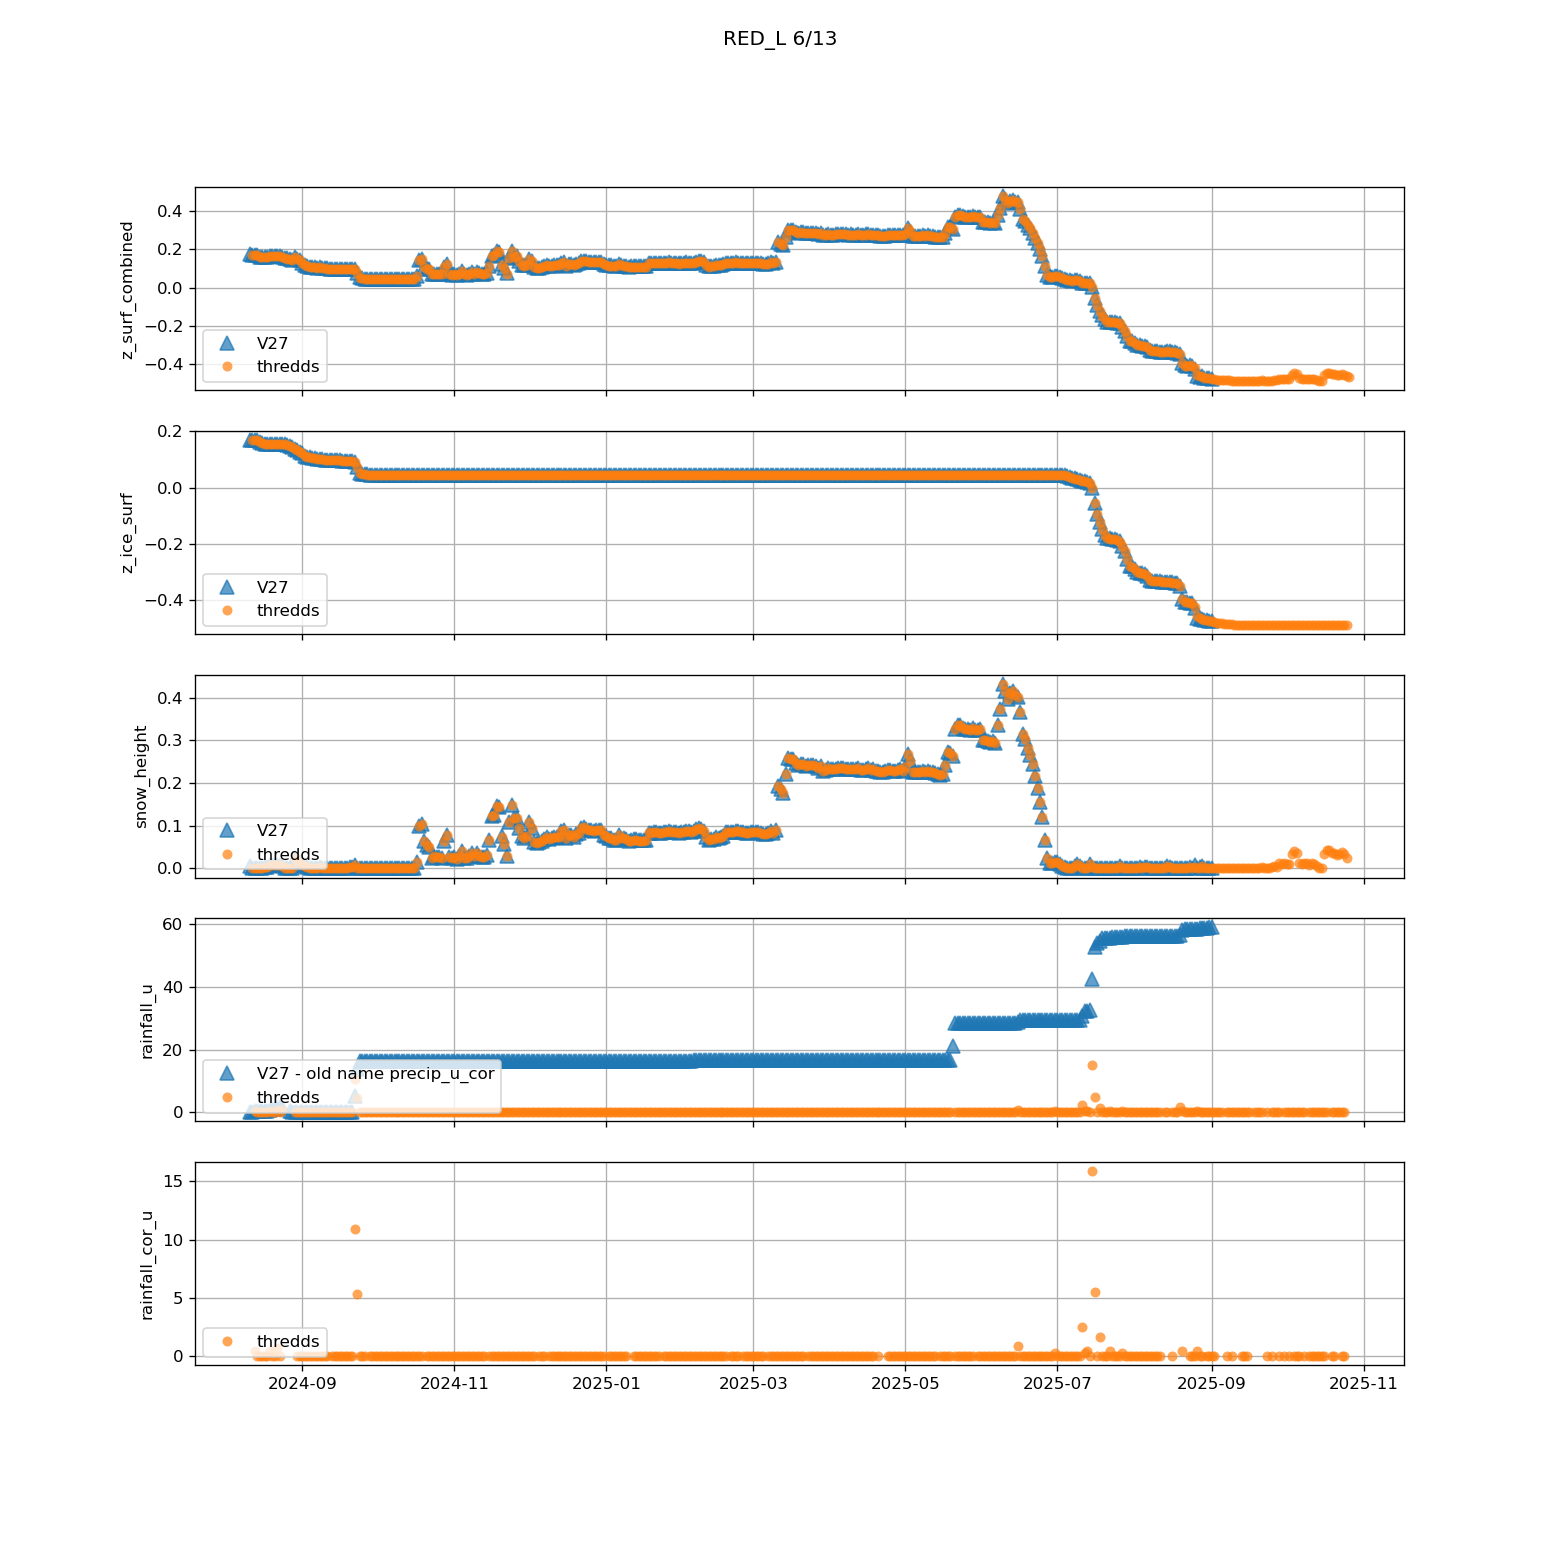 RED_L 6/13
z_surf_combined
0.4
0.2
0.0
−0.2
−0.4
V27
thredds
z_ice_surf
0.2
0.0
−0.2
−0.4
V27
thredds
snow_height
0.4
0.3
0.2
0.1
0.0
V27
thredds
rainfall_u
60
40
20
0
V27 - old name precip_u_cor
thredds
rainfall_cor_u
15
10
5
0
thredds
2024-09 2024-11 2025-01 2025-03 2025-05 2025-07 2025-09 2025-11